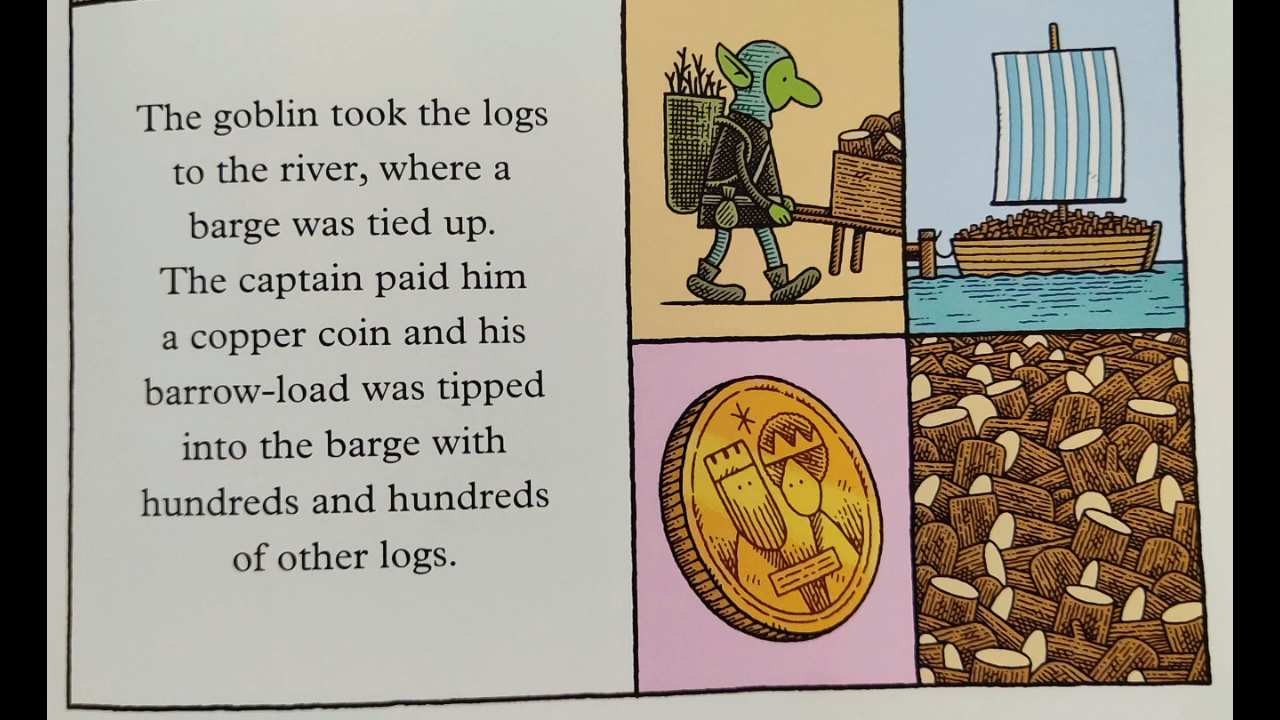 The goblin took the logs
to the river, where a
barge was tied up.
The captain paid him
a copper coin and his
barrow-load was tipped
into the barge with
hundreds and hundreds
of other logs.